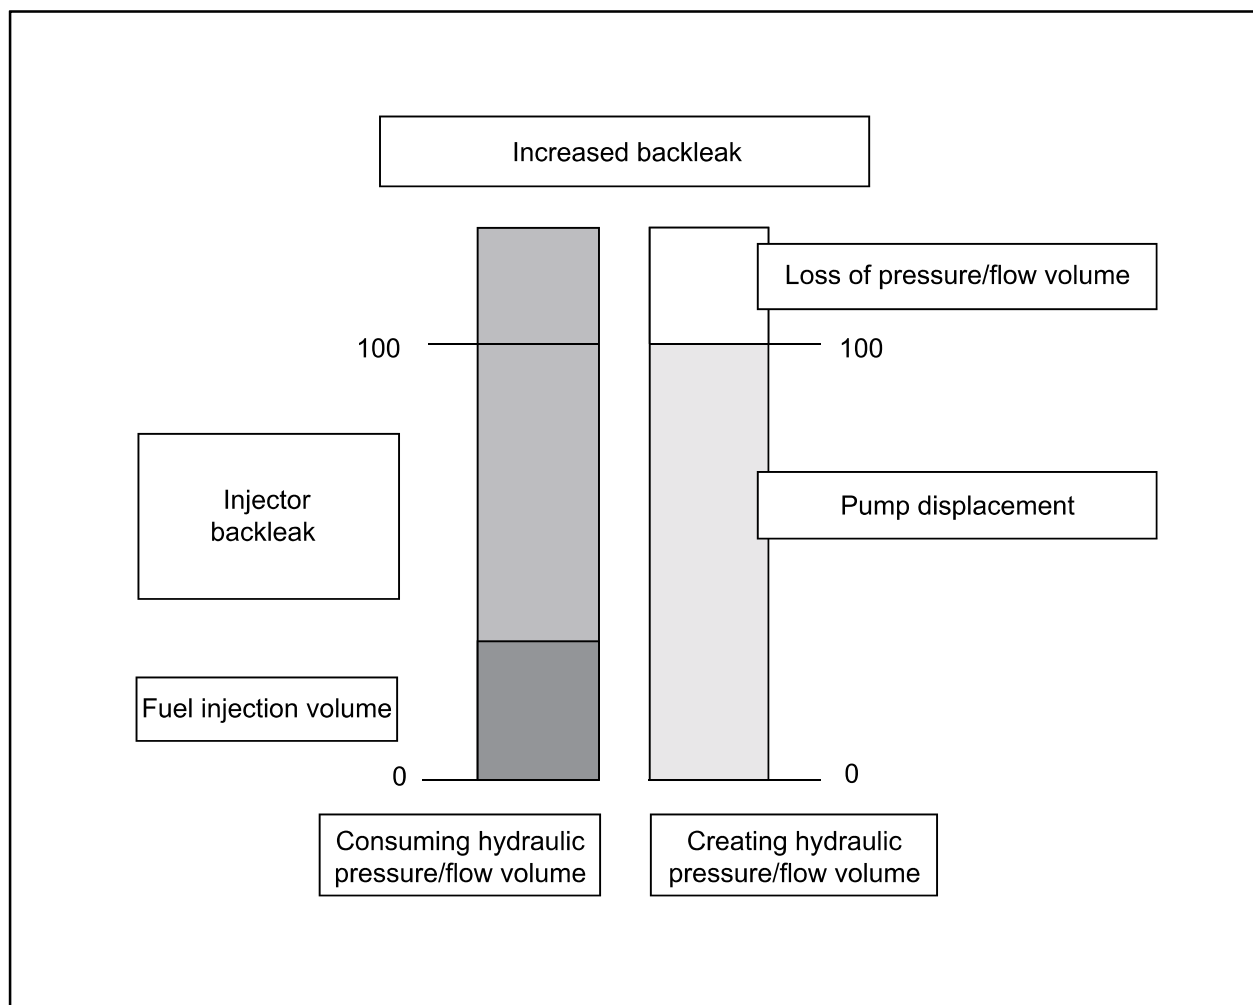 Increased backleak
Loss of pressure/flow volume
100
100
Injector
backleak
Pump displacement
Fuel injection volume
0
0
Consuming hydraulic
pressure/flow volume
Creating hydraulic
pressure/flow volume